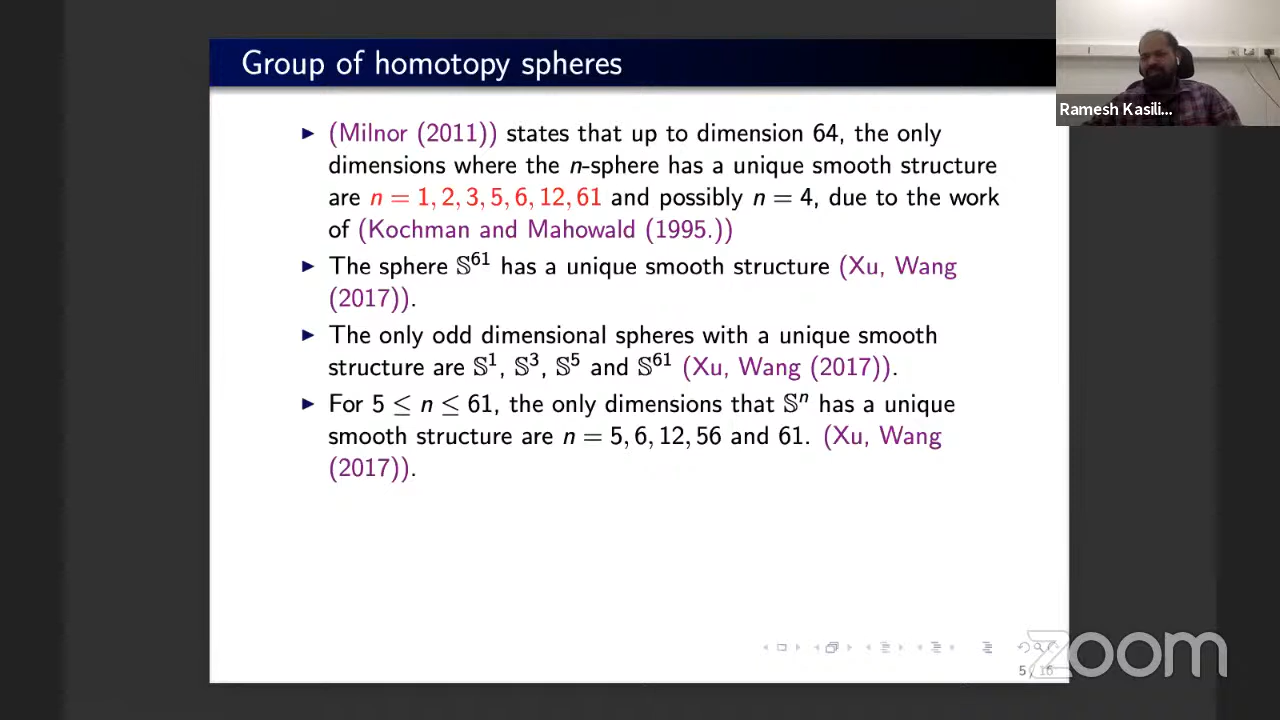 Group of homotopy spheres
Ramesh Kasili...
▶ (Milnor (2011)) states that up to dimension 64, the only
dimensions where the n-sphere has a unique smooth structure
are n = 1, 2, 3, 5, 6, 12, 61 and possibly n = 4, due to the work
of (Kochman and Mahowald (1995.))
▶ The sphere 𝕊⁶¹ has a unique smooth structure (Xu, Wang
(2017)).
▶ The only odd dimensional spheres with a unique smooth
structure are 𝕊¹, 𝕊³, 𝕊⁵ and 𝕊⁶¹ (Xu, Wang (2017)).
▶ For 5 ≤ n ≤ 61, the only dimensions that 𝕊ⁿ has a unique
smooth structure are n = 5, 6, 12, 56 and 61. (Xu, Wang
(2017)).
zoom
5 / 16